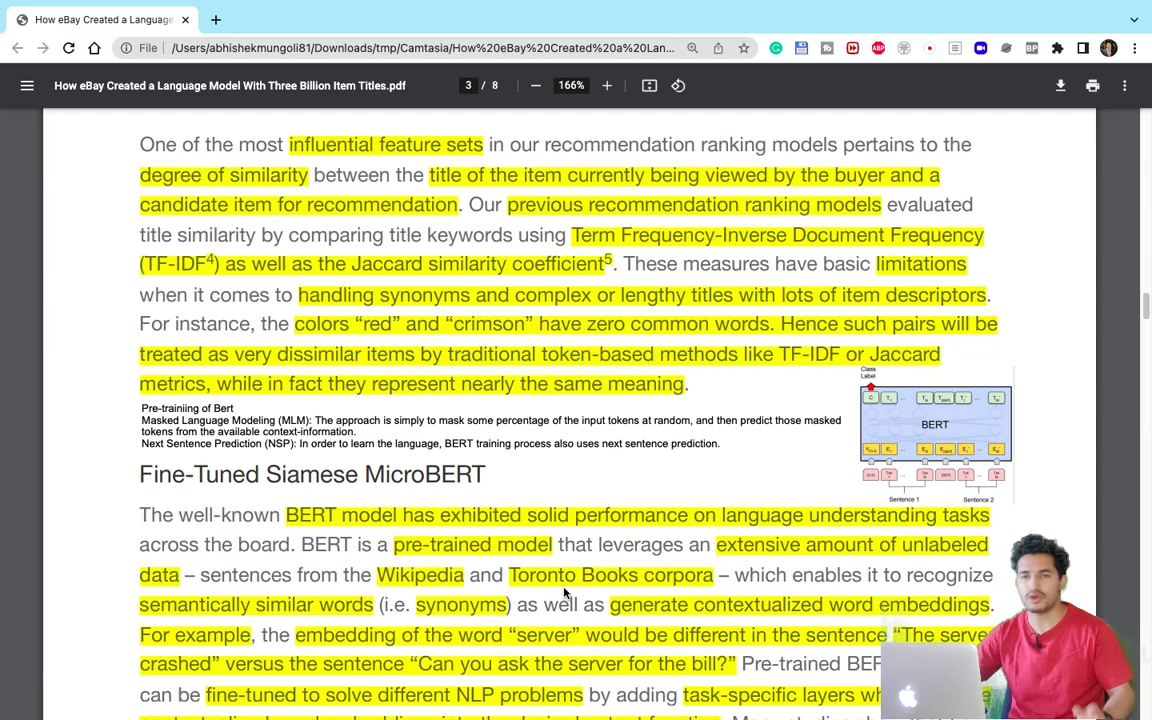 How eBay Created a Language
File /Users/abhishekmungoli81/Downloads/tmp/Camtasia/How%20eBay%20Created%20a%20Lan...
How eBay Created a Language Model With Three Billion Item Titles.pdf
3 / 8
166%
One of the most influential feature sets in our recommendation ranking models pertains to the
degree of similarity between the title of the item currently being viewed by the buyer and a
candidate item for recommendation. Our previous recommendation ranking models evaluated
title similarity by comparing title keywords using Term Frequency-Inverse Document Frequency
(TF-IDF4) as well as the Jaccard similarity coefficient5. These measures have basic limitations
when it comes to handling synonyms and complex or lengthy titles with lots of item descriptors.
For instance, the colors “red” and “crimson” have zero common words. Hence such pairs will be
treated as very dissimilar items by traditional token-based methods like TF-IDF or Jaccard
metrics, while in fact they represent nearly the same meaning.
Pre-trainiing of Bert
Masked Language Modeling (MLM): The approach is simply to mask some percentage of the input tokens at random, and then predict those masked
tokens from the available context-information.
Next Sentence Prediction (NSP): In order to learn the language, BERT training process also uses next sentence prediction.
Class
Label
BERT
Sentence 1
Sentence 2
Fine-Tuned Siamese MicroBERT
The well-known BERT model has exhibited solid performance on language understanding tasks
across the board. BERT is a pre-trained model that leverages an extensive amount of unlabeled
data – sentences from the Wikipedia and Toronto Books corpora – which enables it to recognize
semantically similar words (i.e. synonyms) as well as generate contextualized word embeddings.
For example, the embedding of the word “server” would be different in the sentence “The serve
crashed” versus the sentence “Can you ask the server for the bill?” Pre-trained BER
can be fine-tuned to solve different NLP problems by adding task-specific layers wh